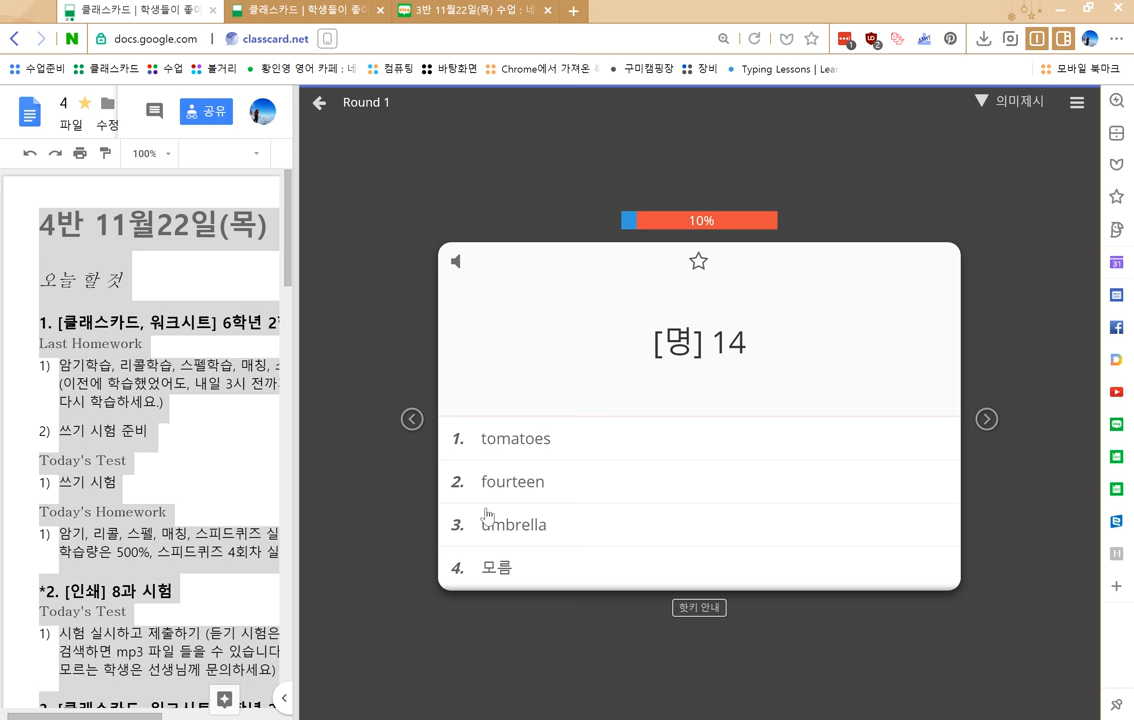 클래스카드 | 학생들이 좋아
클래스카드 | 학생들이 좋아
3반 11월22일(목) 수업 : 네
docs.google.com
classcard.net
수업준비
클래스카드
수업
볼거리
황인영 영어 카페 : 네
컴퓨팅
바탕화면
Chrome에서 가져온
구미캠핑장
장비
Typing Lessons | Lear
모바일 북마크
4
파일 수정
공유
100%
4반 11월22일(목)
오늘 할 것
1. [클래스카드, 워크시트] 6학년 2
Last Homework
1) 암기학습, 리콜학습, 스펠학습, 매칭,
(이전에 학습했었어도, 내일 3시 전까
다시 학습하세요.)
2) 쓰기 시험 준비
Today's Test
1) 쓰기 시험
Today's Homework
1) 암기, 리콜, 스펠, 매칭, 스피드퀴즈 실
학습량은 500%, 스피드퀴즈 4회차 실
*2. [인쇄] 8과 시험
Today's Test
1) 시험 실시하고 제출하기 (듣기 시험은
검색하면 mp3 파일 들을 수 있습니다
모르는 학생은 선생님께 문의하세요)
Round 1
의미제시
10%
[명] 14
1. tomatoes
2. fourteen
3. umbrella
4. 모름
핫키 안내